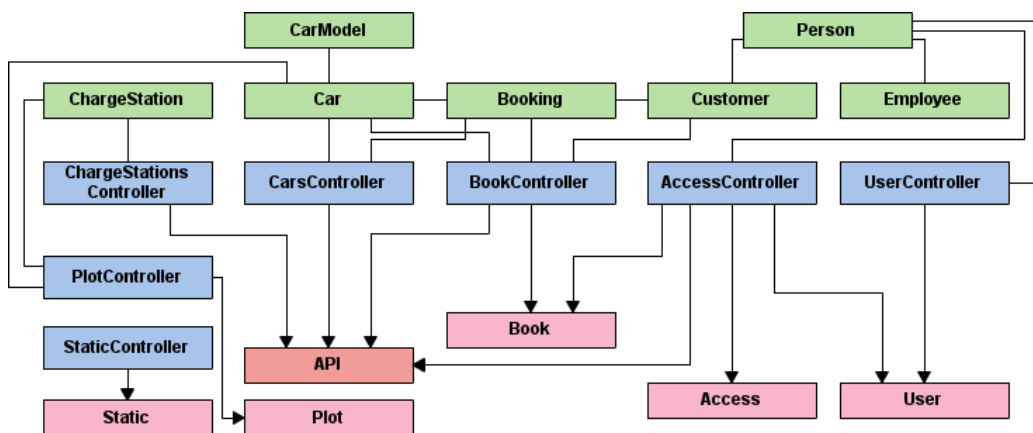 CarModel
Person
ChargeStation
Car
Booking
Customer
Employee
ChargeStations
Controller
CarsController
BookController
AccessController
UserController
PlotController
Book
StaticController
API
Static
Plot
Access
User